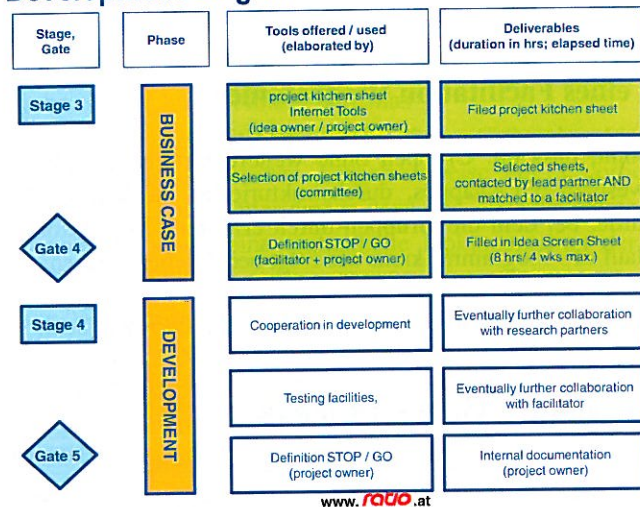 Stage,
Gate
Phase
Tools offered / used
(elaborated by)
Deliverables
(duration in hrs; elapsed time)
Stage 3
BUSINESS CASE
project kitchen sheet
Internet Tools
(idea owner / project owner)
Filed project kitchen sheet
Selection of project kitchen sheets
(committee)
Selected sheets,
contacted by lead partner AND
matched to a facilitator
Gate 4
Definition STOP / GO
(facilitator + project owner)
Filled in Idea Screen Sheet
(8 hrs/ 4 wks max.)
Stage 4
DEVELOPMENT
Cooperation in development
Eventually further collaboration
with research partners
Testing facilities,
Eventually further collaboration
with facilitator
Gate 5
Definition STOP / GO
(project owner)
Internal documentation
(project owner)
www.ratio.at